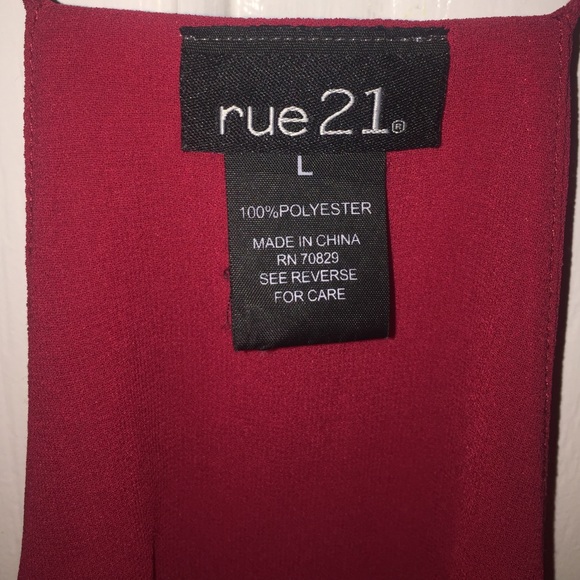 rue21®
L
100%POLYESTER
MADE IN CHINA
RN 70829
SEE REVERSE
FOR CARE